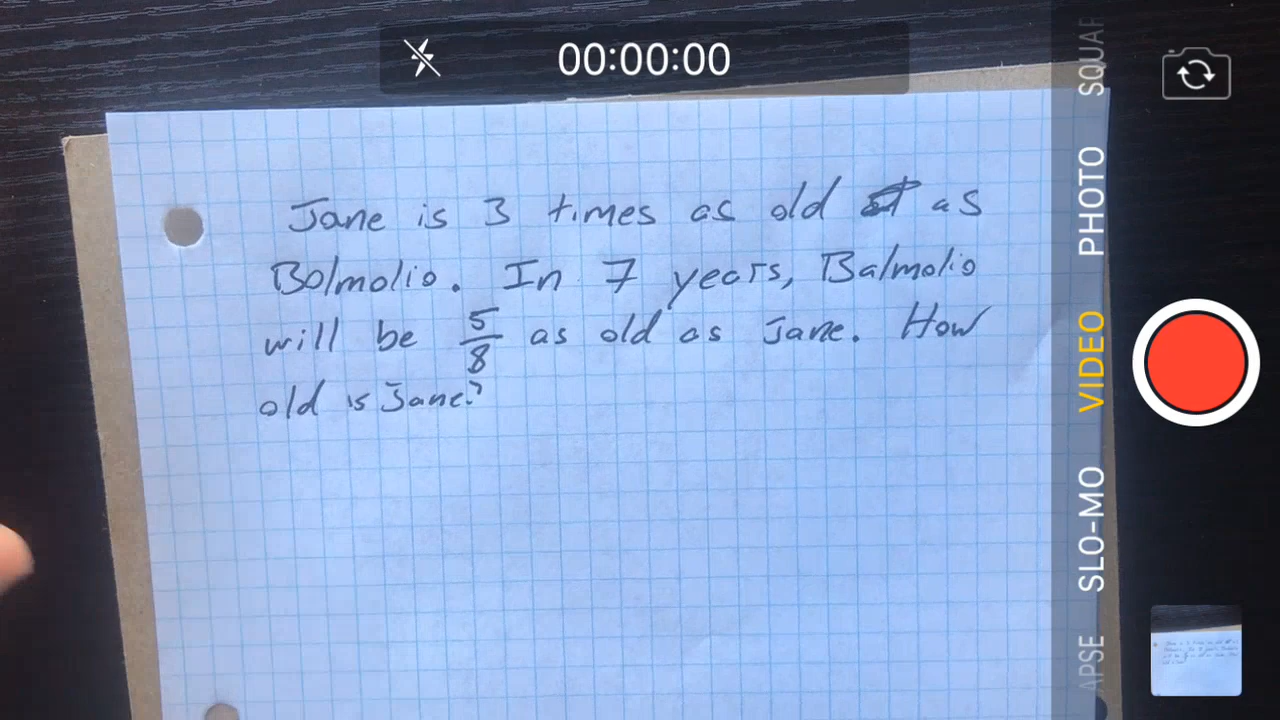 00:00:00
Jane is 3 times as old as
Bolmolio. In 7 years, Balmolio
will be 5/8 as old as Jane. How
old is Jane?
SQUAR
PHOTO
VIDEO
SLO-MO
APSE